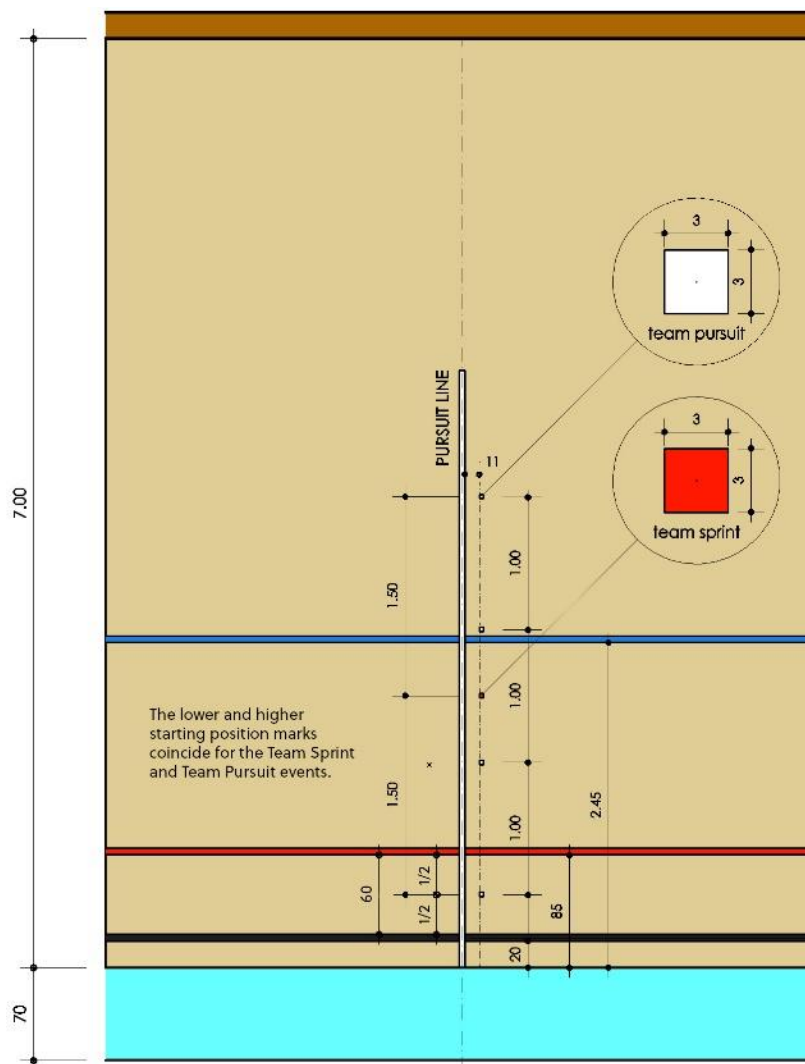 3
3
team pursuit
PURSUIT LINE
11
3
3
team sprint
7.00
1.50
1.00
1.00
The lower and higher
starting position marks
coincide for the Team Sprint
and Team Pursuit events.
1.50
1.00
2.45
60
1/2
1/2
85
20
70